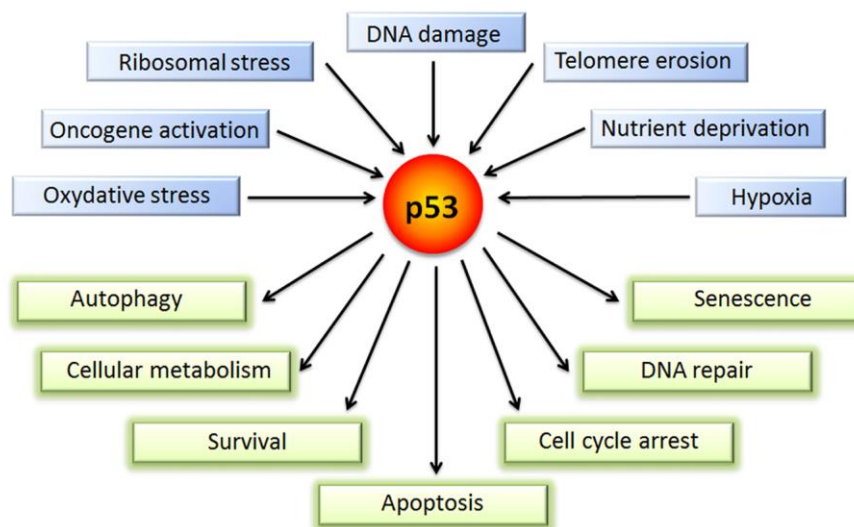 DNA damage
Ribosomal stress
Telomere erosion
Oncogene activation
Nutrient deprivation
Oxydative stress
p53
Hypoxia
Autophagy
Senescence
Cellular metabolism
DNA repair
Survival
Cell cycle arrest
Apoptosis